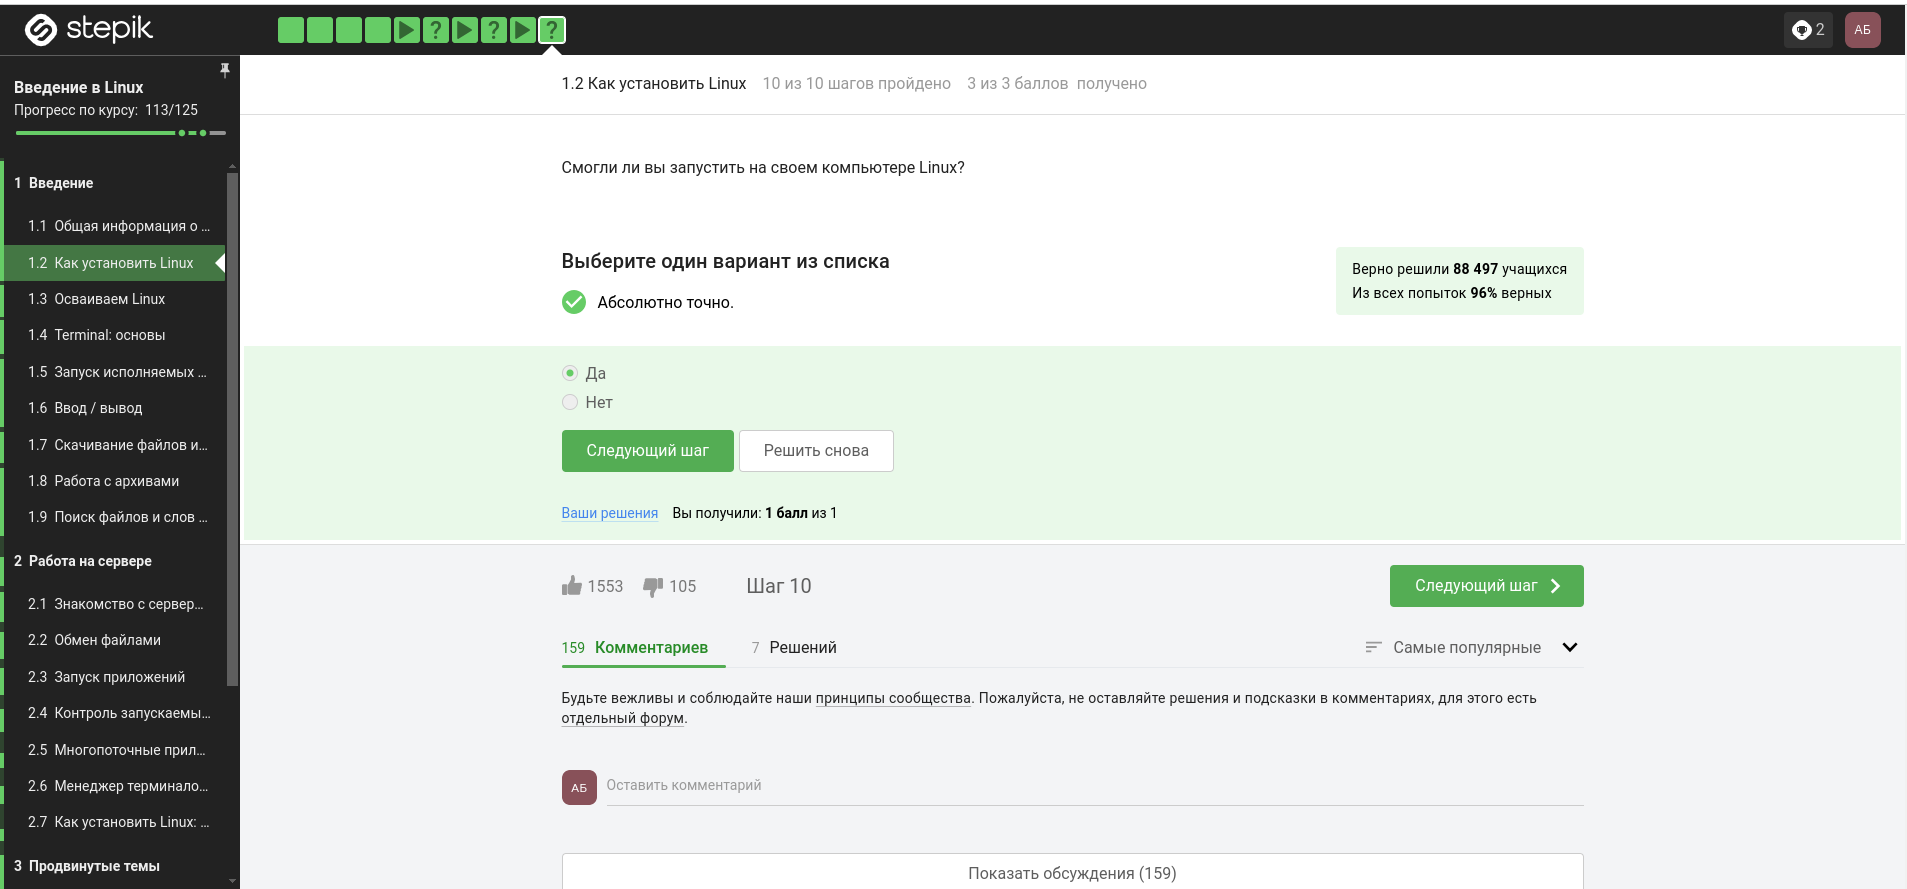 stepik
? ? ?
2
АБ
Введение в Linux
Прогресс по курсу: 113/125
1 Введение
1.1 Общая информация о ...
1.2 Как установить Linux
1.3 Осваиваем Linux
1.4 Terminal: основы
1.5 Запуск исполняемых ...
1.6 Ввод / вывод
1.7 Скачивание файлов и...
1.8 Работа с архивами
1.9 Поиск файлов и слов ...
2 Работа на сервере
2.1 Знакомство с сервер...
2.2 Обмен файлами
2.3 Запуск приложений
2.4 Контроль запускаемы...
2.5 Многопоточные прил...
2.6 Менеджер терминало...
2.7 Как установить Linux: ...
3 Продвинутые темы
1.2 Как установить Linux 10 из 10 шагов пройдено 3 из 3 баллов получено
Смогли ли вы запустить на своем компьютере Linux?
Выберите один вариант из списка
Абсолютно точно.
Верно решили 88 497 учащихся
Из всех попыток 96% верных
Да
Нет
Следующий шаг Решить снова
Ваши решения Вы получили: 1 балл из 1
1553 105 Шаг 10 Следующий шаг
159 Комментариев 7 Решений Самые популярные
Будьте вежливы и соблюдайте наши принципы сообщества. Пожалуйста, не оставляйте решения и подсказки в комментариях, для этого есть
отдельный форум.
АБ Оставить комментарий
Показать обсуждения (159)